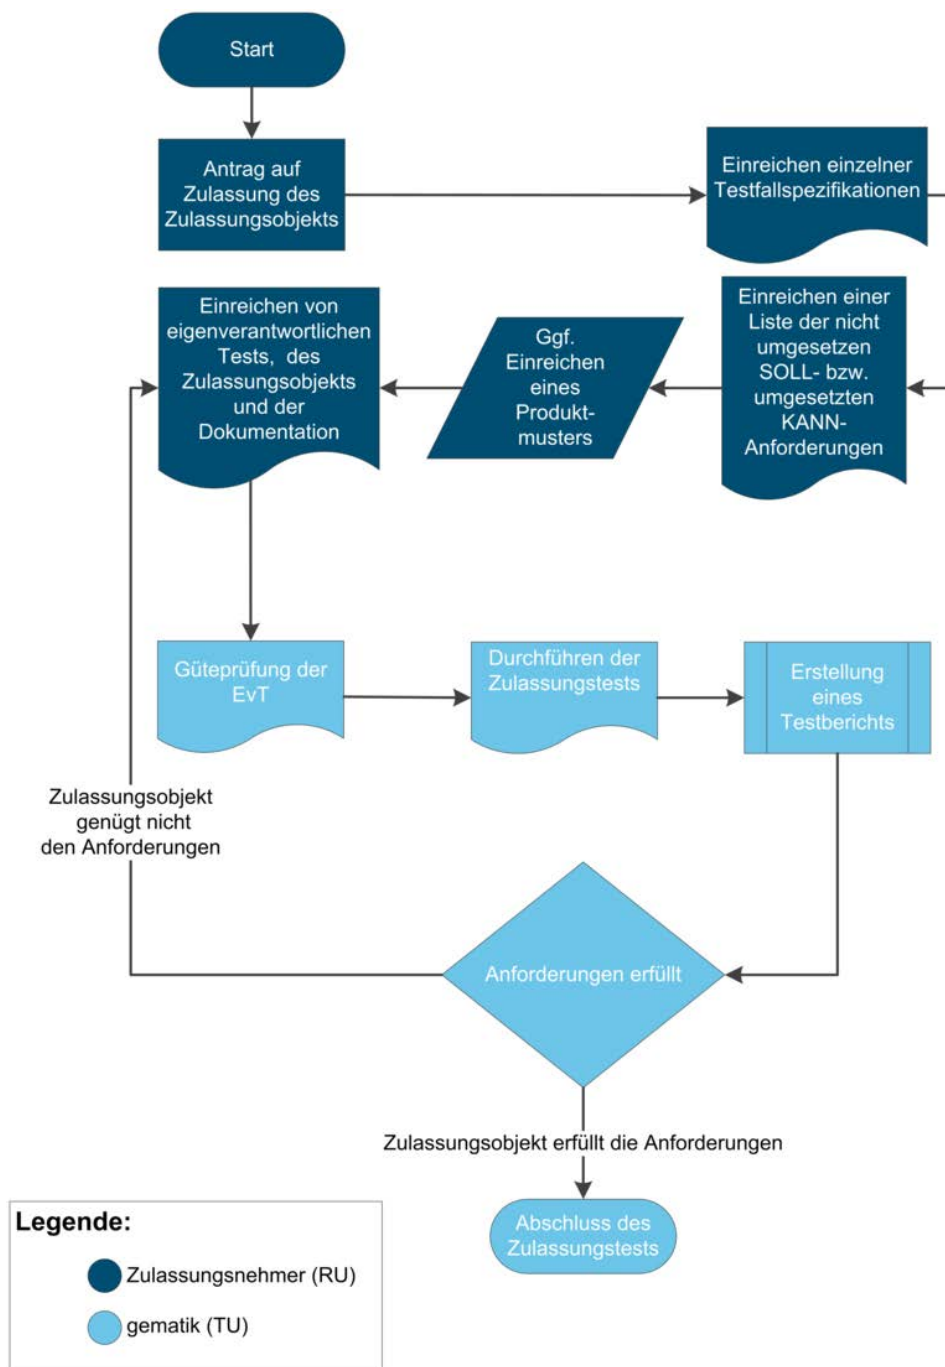 Start
Antrag auf
Zulassung des
Zulassungsobjekts
Einreichen einzelner
Testfallspezifikationen
Einreichen einer
Liste der nicht
umgesetzen
SOLL- bzw.
umgesetzten
KANN-
Anforderungen
Ggf.
Einreichen
eines
Produkt-
musters
Einreichen von
eigenverantwortlichen
Tests, des
Zulassungsobjekts
und der
Dokumentation
Güteprüfung der
EvT
Durchführen der
Zulassungstests
Erstellung
eines
Testberichts
Zulassungsobjekt
genügt nicht
den Anforderungen
Anforderungen erfüllt
Zulassungsobjekt erfüllt die Anforderungen
Abschluss des
Zulassungstests
Legende:
Zulassungsnehmer (RU)
gematik (TU)